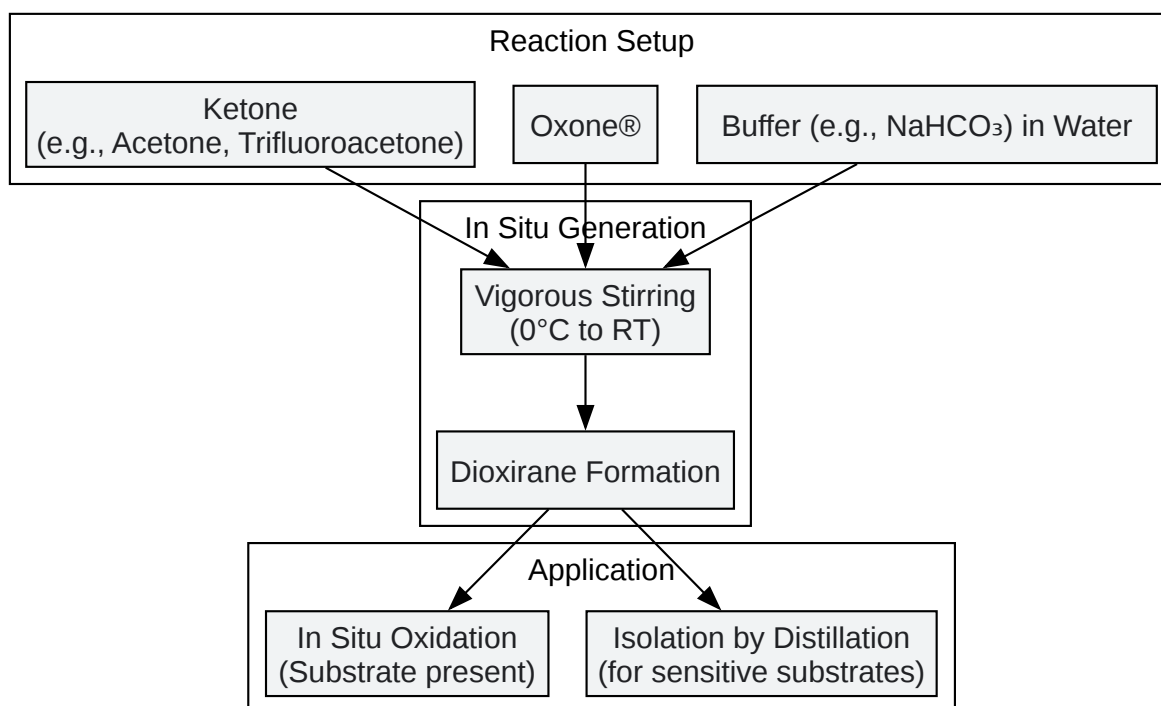 Reaction Setup
Ketone
(e.g., Acetone, Trifluoroacetone)
Oxone®
Buffer (e.g., NaHCO₃) in Water
In Situ Generation
Vigorous Stirring
(0°C to RT)
Dioxirane Formation
Application
In Situ Oxidation
(Substrate present)
Isolation by Distillation
(for sensitive substrates)